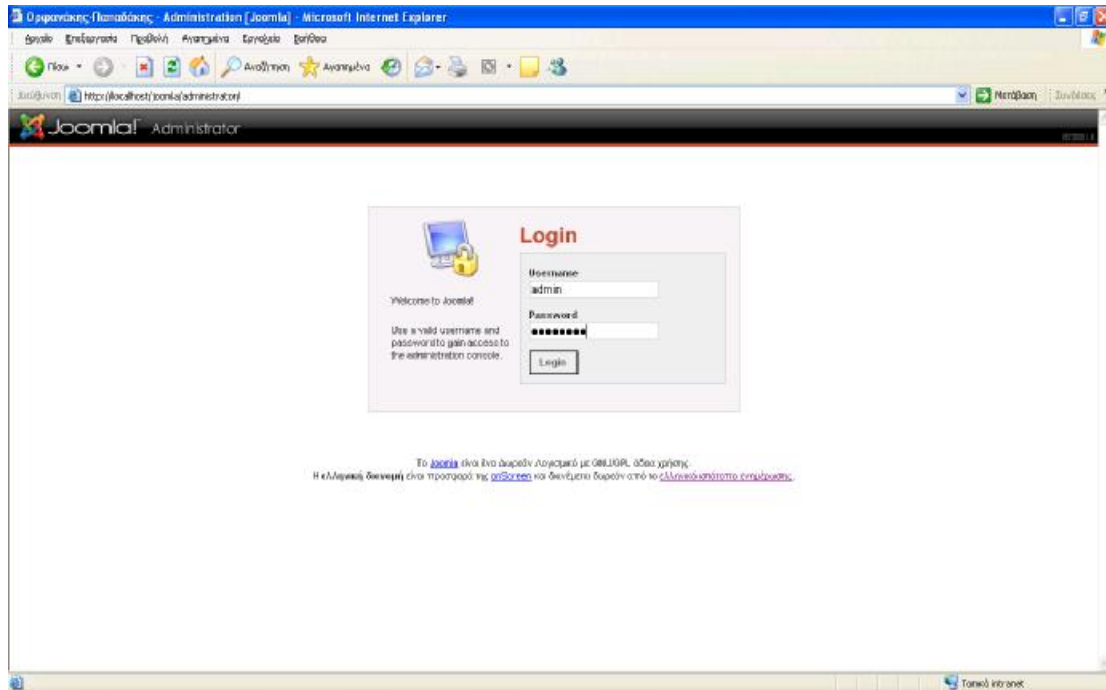 Ορφανάκης-Παπαδάκης - Administration [Joomla] - Microsoft Internet Explorer
Αρχείο Επεξεργασία Προβολή Αγαπημένα Εργαλεία Βοήθεια
Πίσω Αναζήτηση Αγαπημένα
Διεύθυνση http://localhost/joomla/administrator/ Μετάβαση Συνδέσεις
Joomla! Administrator
Login
Username
admin
Welcome to Joomla!
Password
Use a valid username and
password to gain access to
the administration console.
Login
Το Joomla είναι ένα Δωρεάν Λογισμικό με GNU/GPL άδεια χρήσης.
Η ελληνική διανομή είναι προσφορά της onScreen και διανέμεται δωρεάν από το ελληνικό ιστότοπο ενημέρωσης.
Τοπικό intranet